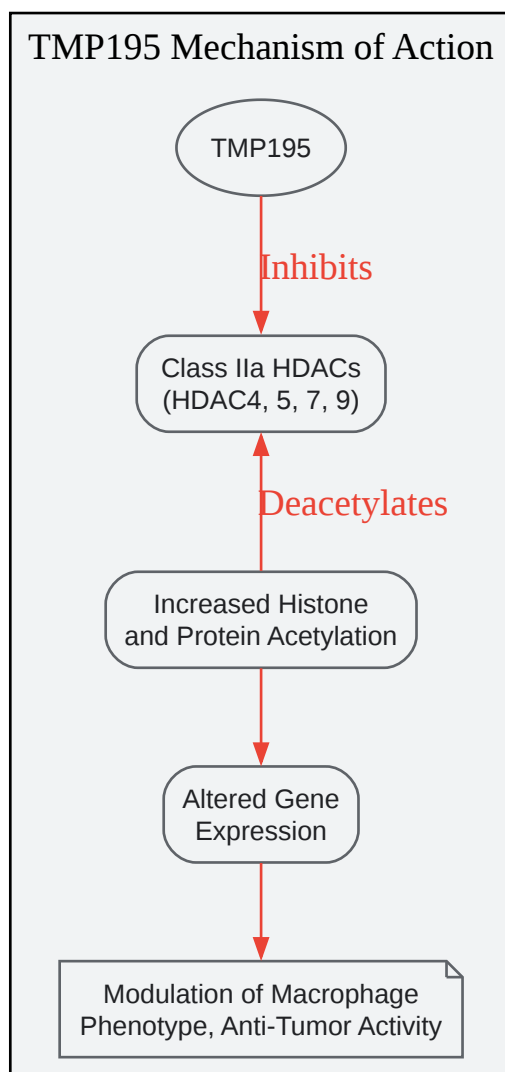 TMP195 Mechanism of Action
TMP195
Inhibits
Class IIa HDACs
(HDAC4, 5, 7, 9)
Deacetylates
Increased Histone
and Protein Acetylation
Altered Gene
Expression
Modulation of Macrophage
Phenotype, Anti-Tumor Activity